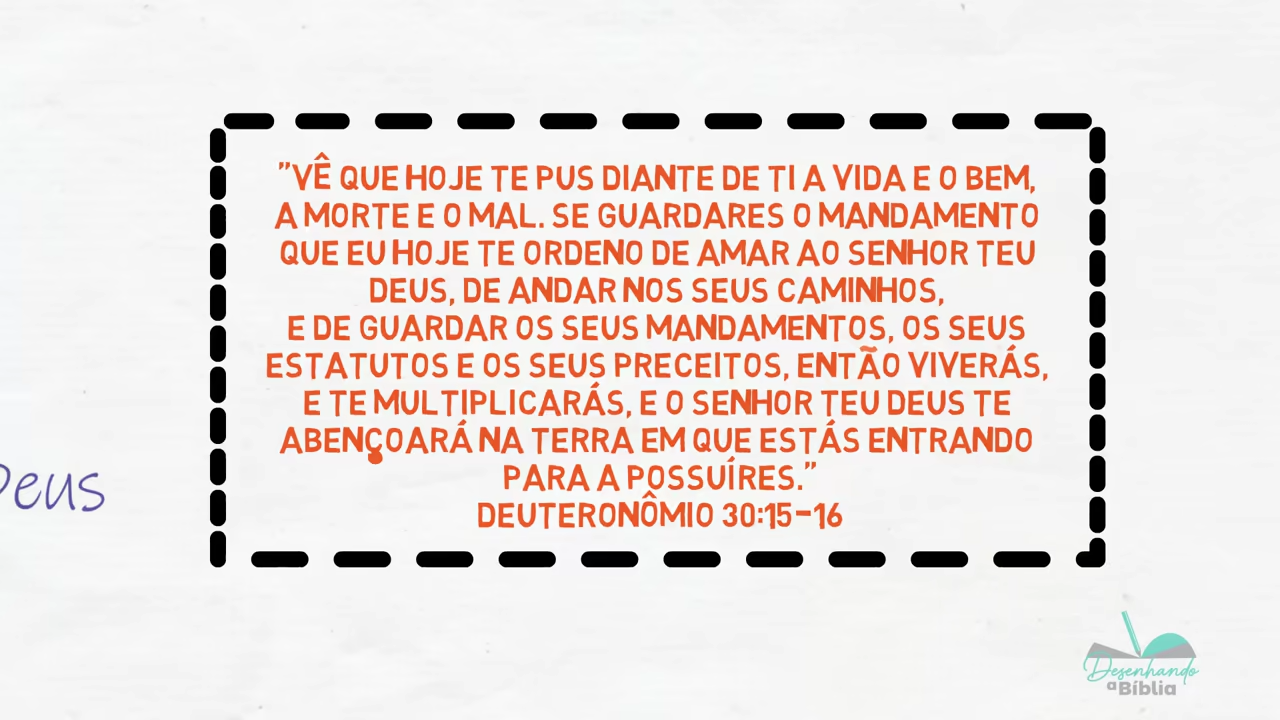 "VÊ QUE HOJE TE PUS DIANTE DE TI A VIDA E O BEM,
A MORTE E O MAL. SE GUARDARES O MANDAMENTO
QUE EU HOJE TE ORDENO DE AMAR AO SENHOR TEU
DEUS, DE ANDAR NOS SEUS CAMINHOS,
E DE GUARDAR OS SEUS MANDAMENTOS, OS SEUS
ESTATUTOS E OS SEUS PRECEITOS, ENTÃO VIVERÁS,
E TE MULTIPLICARÁS, E O SENHOR TEU DEUS TE
ABENÇOARÁ NA TERRA EM QUE ESTÁS ENTRANDO
PARA A POSSUÍRES."
DEUTERONÔMIO 30:15-16
Deus
Desenhando
a Bíblia